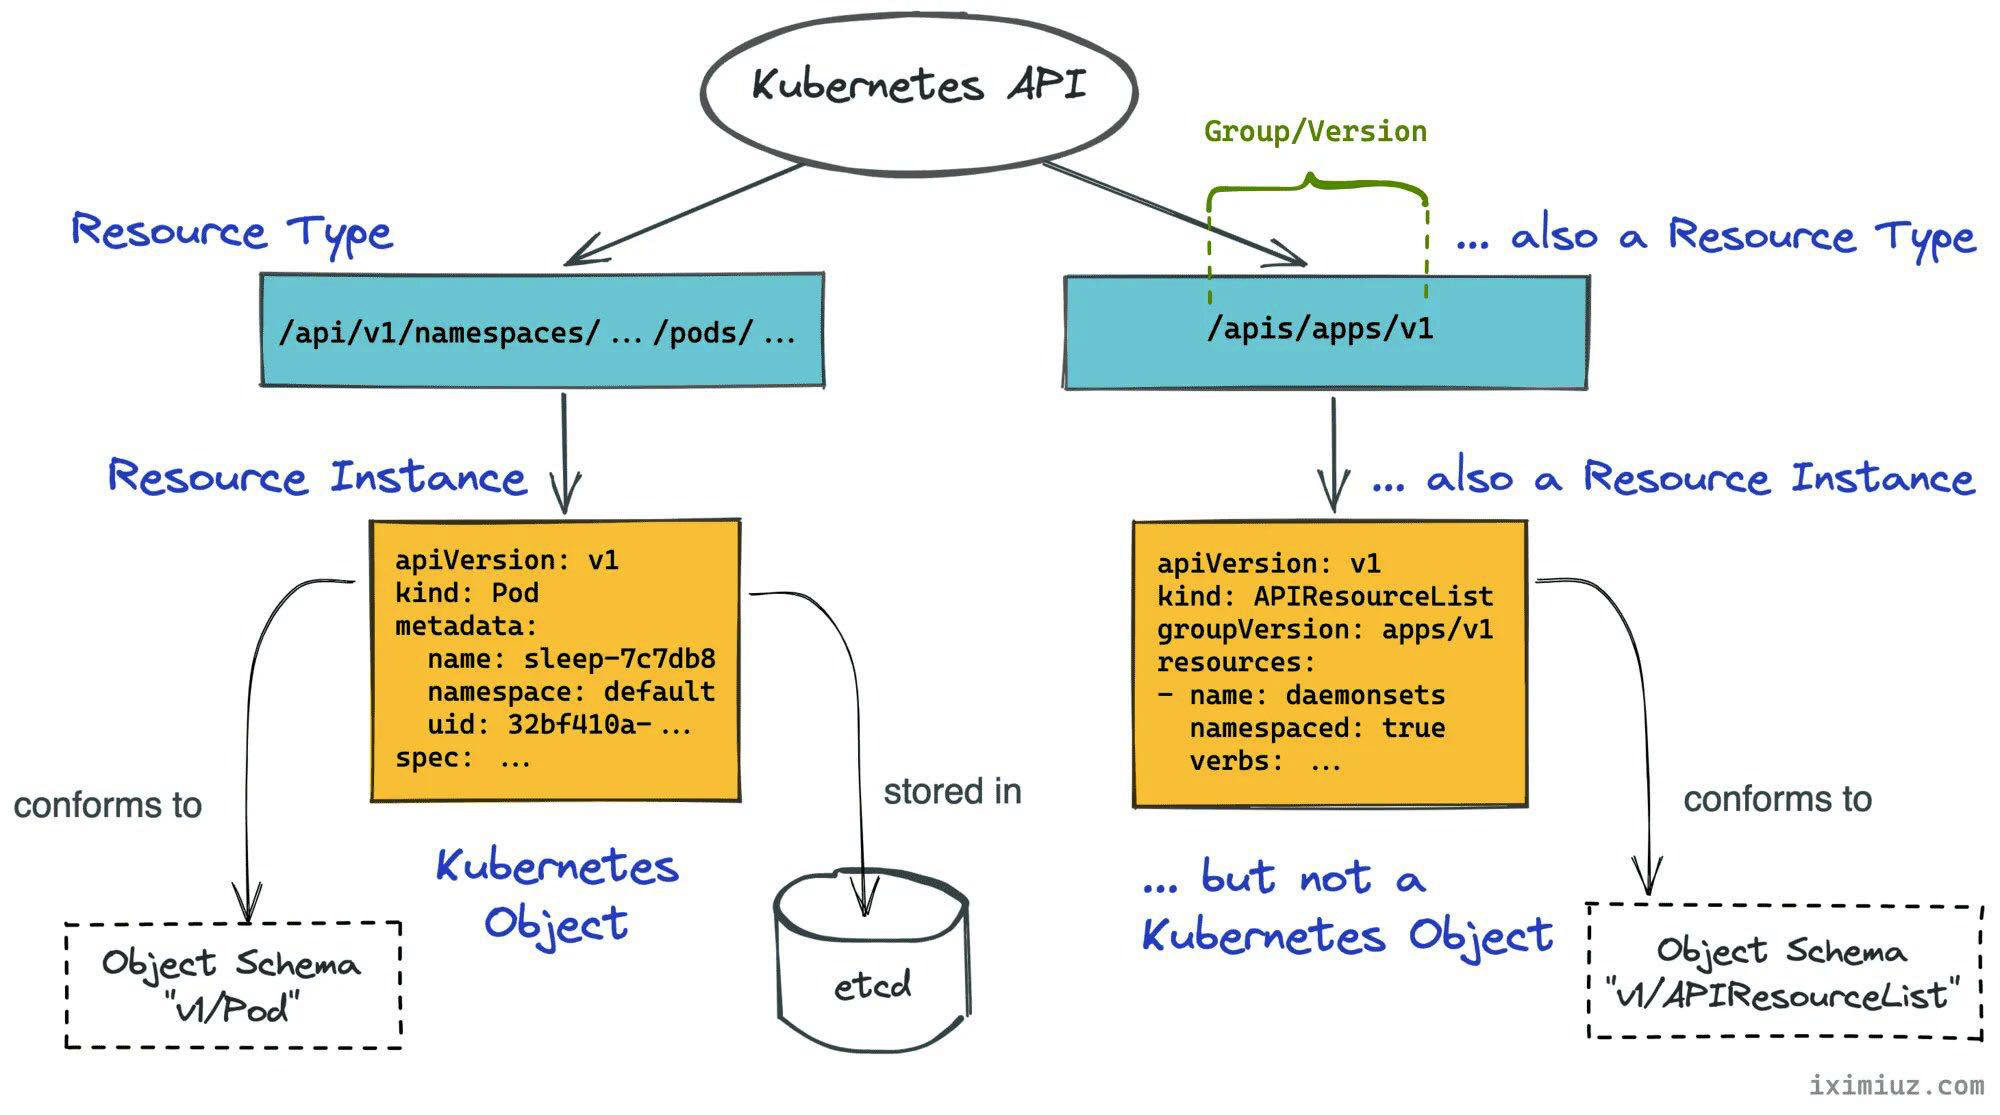 Kubernetes API
Group/Version
Resource Type
... also a Resource Type
/api/v1/namespaces/ ... /pods/ ...
/apis/apps/v1
Resource Instance
... also a Resource Instance
apiVersion: v1
kind: Pod
metadata:
  name: sleep-7c7db8
  namespace: default
  uid: 32bf410a- ...
spec: ...
apiVersion: v1
kind: APIResourceList
groupVersion: apps/v1
resources:
- name: daemonsets
  namespaced: true
  verbs: ...
conforms to
stored in
conforms to
Kubernetes
Object
... but not a
Kubernetes Object
Object Schema
"v1/Pod"
etcd
Object Schema
"v1/APIResourceList"
iximiuz.com